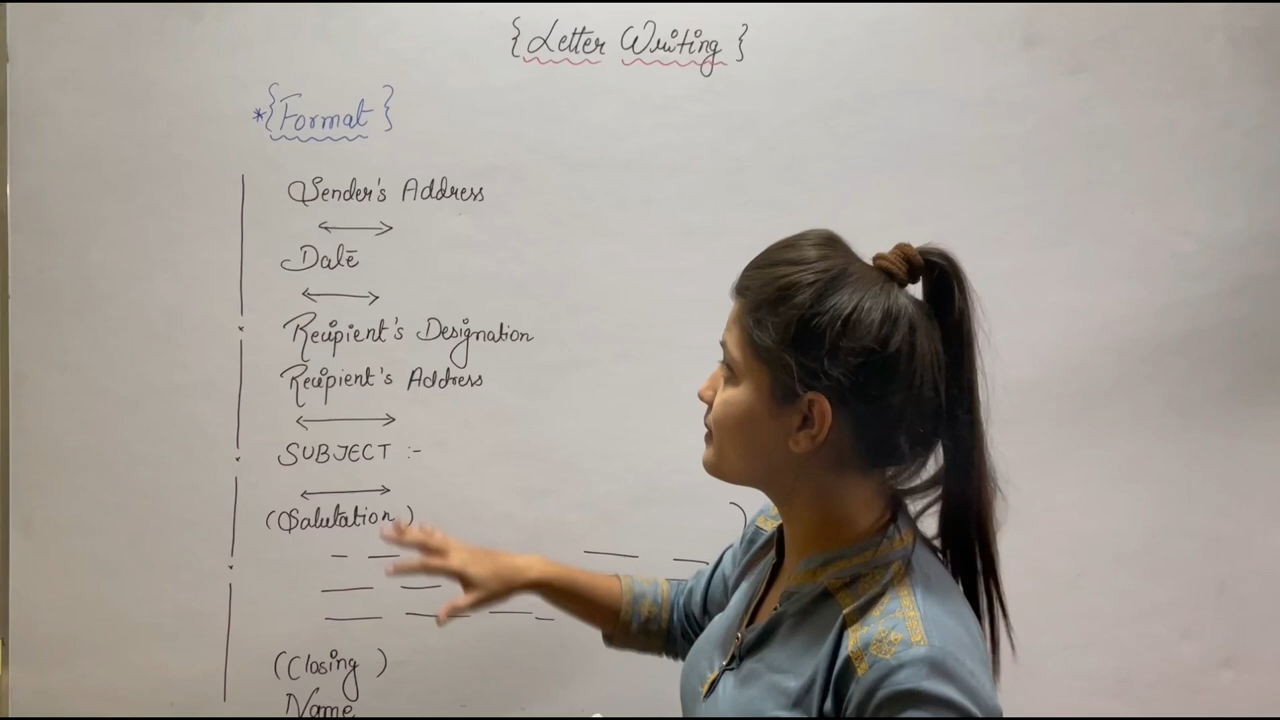 {Letter Writing}
*{Format}
Sender's Address
Date
Recipient's Designation
Recipient's Address
SUBJECT :-
(Salutation)
(Closing)
Name